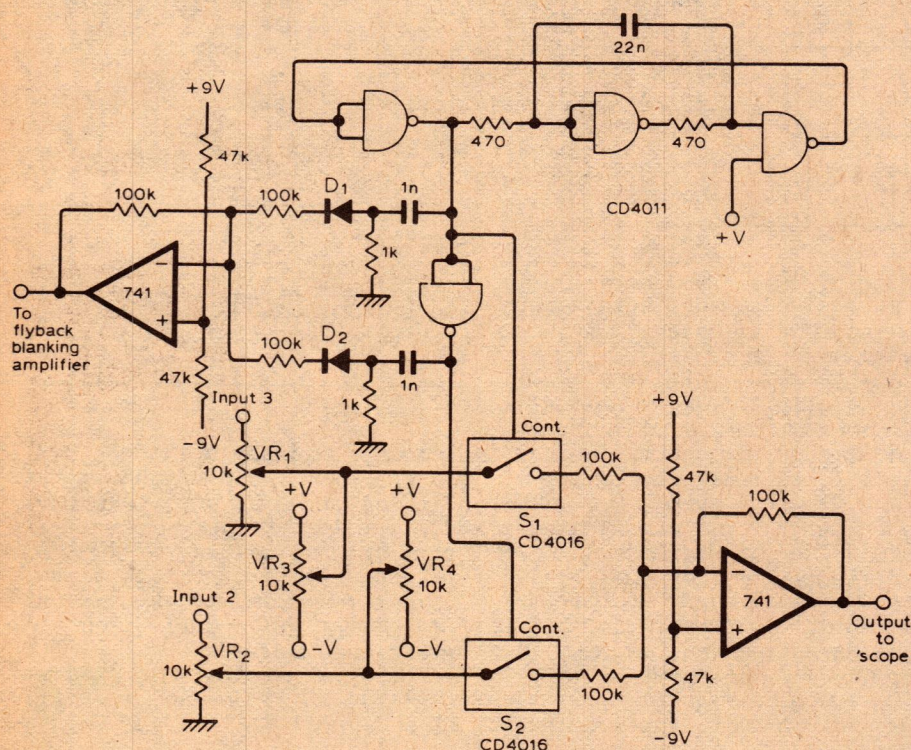 22n
+9V
47k
470
470
100k
100k
D1
1n
CD4011
+V
1k
741
−
+
To
flyback
blanking
amplifier
100k
D2
1n
47k
1k
-9V
Input 3
VR1
10k
+9V
Cont.
100k
47k
S1
CD4016
100k
+V
+V
VR3
10k
VR4
10k
-V
-V
Input 2
VR2
10k
741
−
+
Output
to
'scope
Cont.
100k
47k
S2
CD4016
-9V